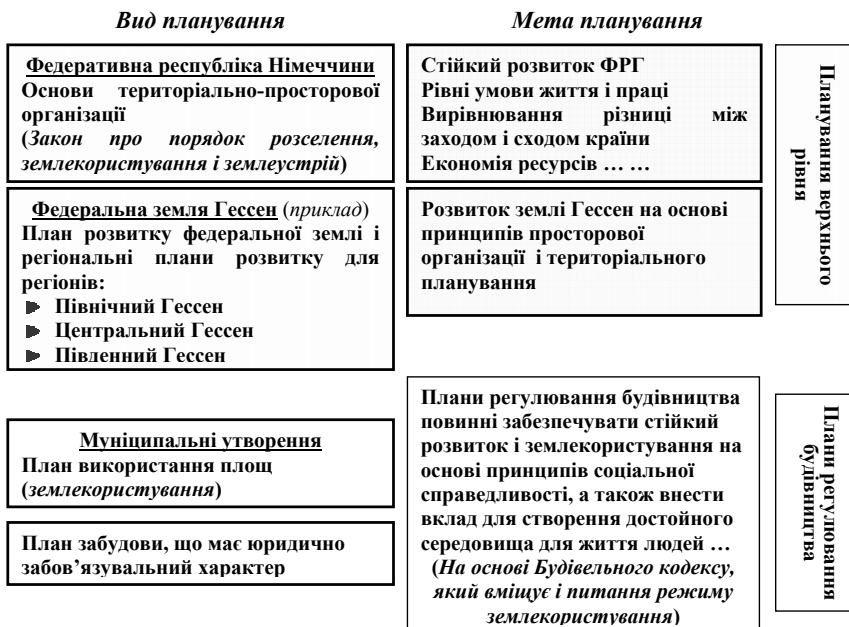 Вид планування
Мета планування
Федеративна республіка Німеччини
Основи територіально-просторової
організації
(Закон про порядок розселення,
землекористування і землеустрій)
Стійкий розвиток ФРГ
Рівні умови життя і праці
Вирівнювання різниці між
заходом і сходом країни
Економія ресурсів … …
Планування верхнього
рівня
Федеральна земля Гессен (приклад)
План розвитку федеральної землі і
регіональні плани розвитку для
регіонів:
Північний Гессен
Центральний Гессен
Південний Гессен
Розвиток землі Гессен на основі
принципів просторової
організації і територіального
планування
Муніципальні утворення
План використання площ
(землекористування)
План забудови, що має юридично
забов’язувальний характер
Плани регулювання будівництва
повинні забезпечувати стійкий
розвиток і землекористування на
основі принципів соціальної
справедливості, а також внести
вклад для створення достойного
середовища для життя людей …
(На основі Будівельного кодексу,
який вміщує і питання режиму
землекористування)
Плани регулювання
будівництва